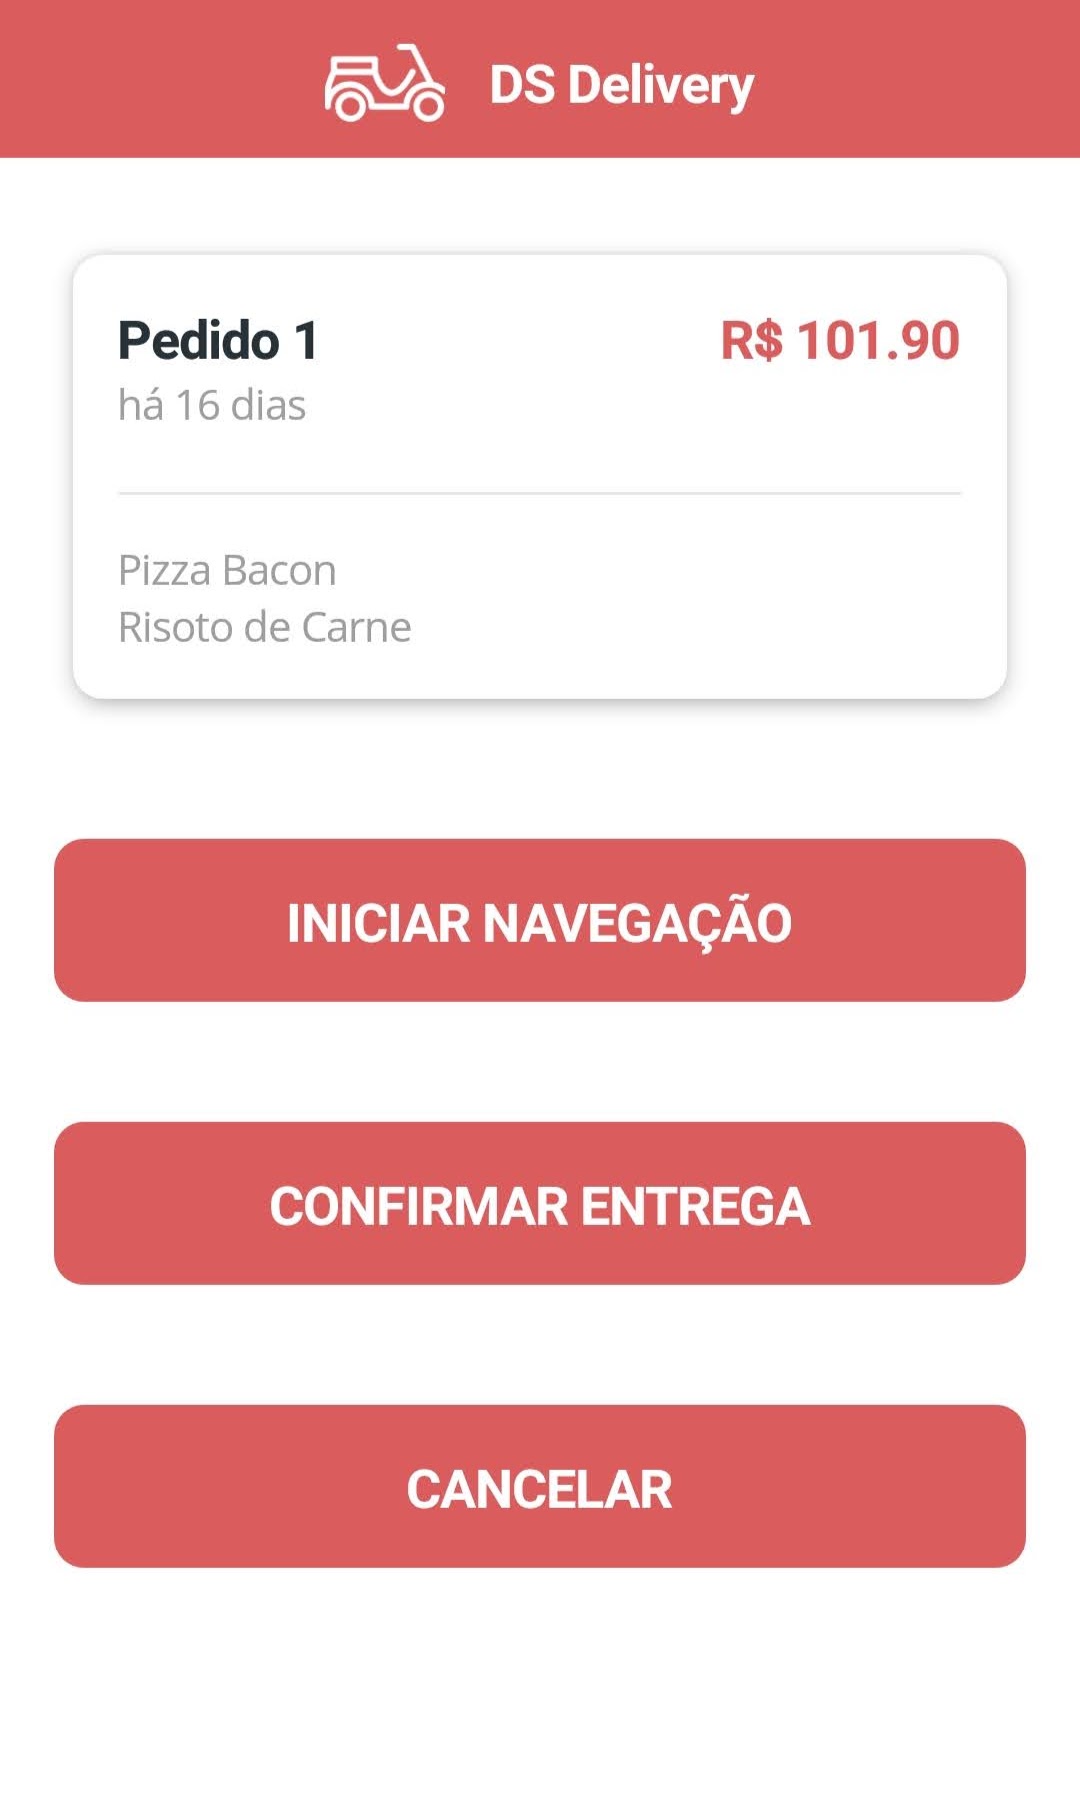 DS Delivery
Pedido 1 R$ 101.90
há 16 dias
Pizza Bacon
Risoto de Carne
INICIAR NAVEGAÇÃO
CONFIRMAR ENTREGA
CANCELAR